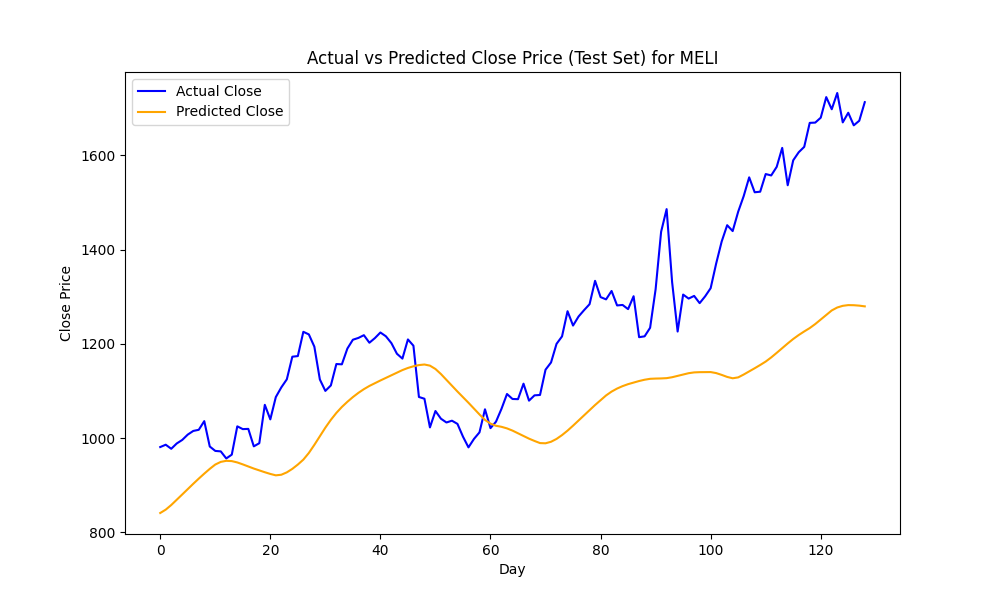 Actual vs Predicted Close Price (Test Set) for MELI
Actual Close
Predicted Close
Close Price
1600
1400
1200
1000
800
0 20 40 60 80 100 120
Day